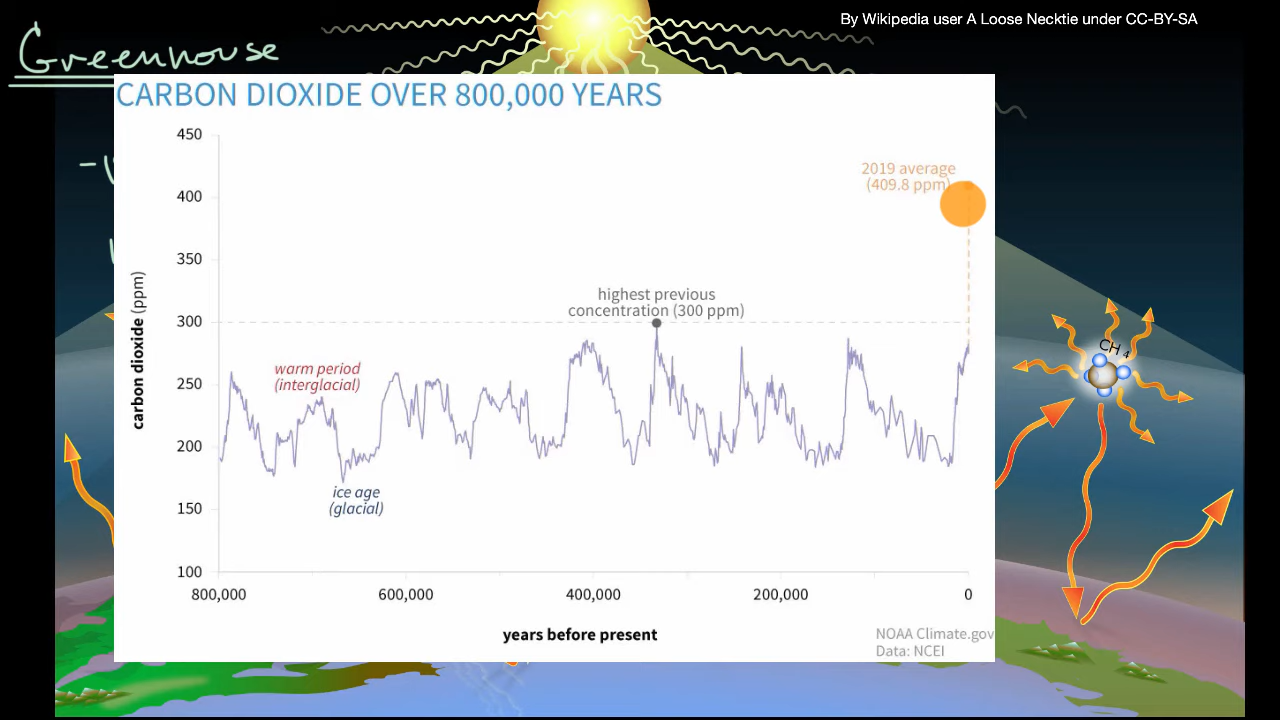 By Wikipedia user A Loose Necktie under CC-BY-SA
Greenhouse
CARBON DIOXIDE OVER 800,000 YEARS
450
400
350
300
250
200
150
100
carbon dioxide (ppm)
2019 average
(409.8 ppm)
highest previous
concentration (300 ppm)
warm period
(interglacial)
ice age
(glacial)
800,000
600,000
400,000
200,000
0
years before present
NOAA Climate.gov
Data: NCEI
CH4